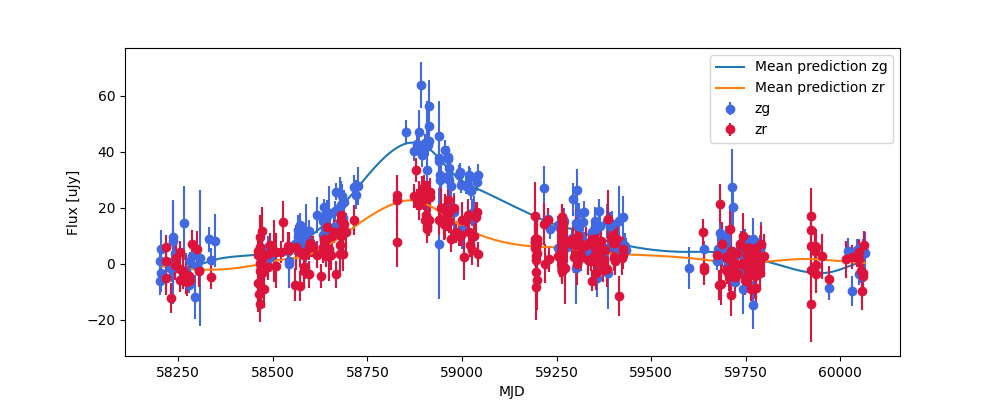 Mean prediction zg
Mean prediction zr
zg
zr
Flux [uJy]
60
40
20
0
−20
58250 58500 58750 59000 59250 59500 59750 60000
MJD